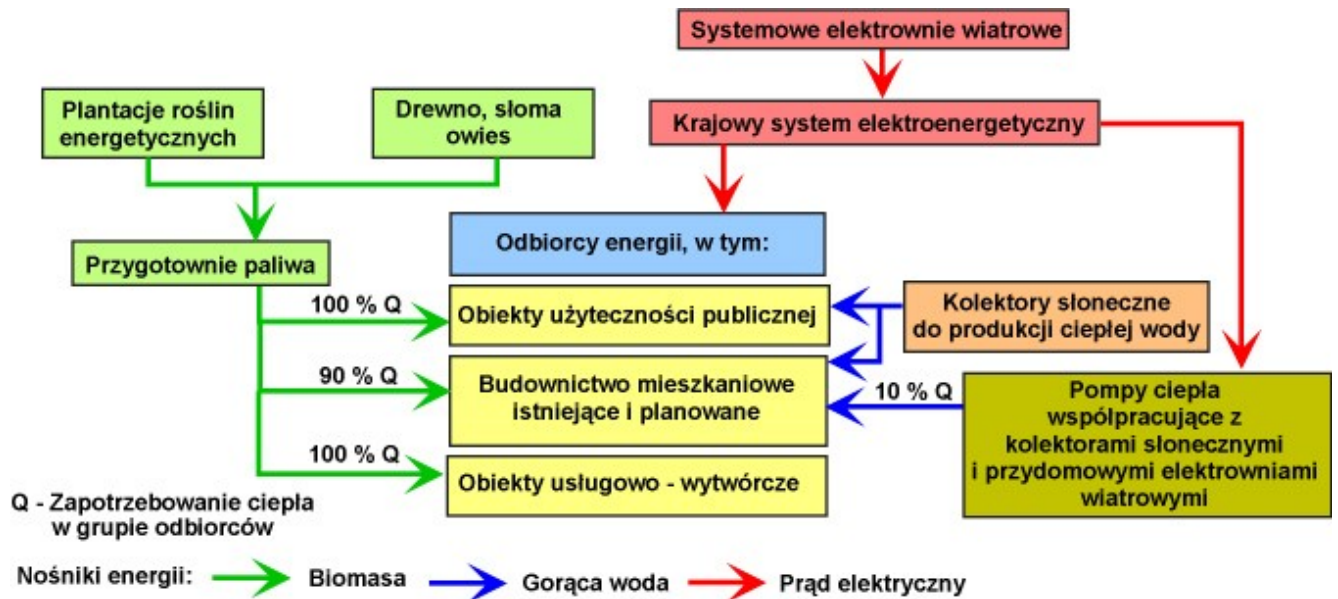 Systemowe elektrownie wiatrowe
Plantacje roślin
energetycznych
Drewno, słoma
owies
Krajowy system elektroenergetyczny
Odbiorcy energii, w tym:
Przygotownie paliwa
100 % Q
Obiekty użyteczności publicznej
Kolektory słoneczne
do produkcji ciepłej wody
90 % Q
Budownictwo mieszkaniowe
istniejące i planowane
10 % Q
Pompy ciepła
współpracujące z
kolektorami słonecznymi
i przydomowymi elektrowniami
wiatrowymi
100 % Q
Obiekty usługowo - wytwórcze
Q - Zapotrzebowanie ciepła
w grupie odbiorców
Nośniki energii: Biomasa Gorąca woda Prąd elektryczny